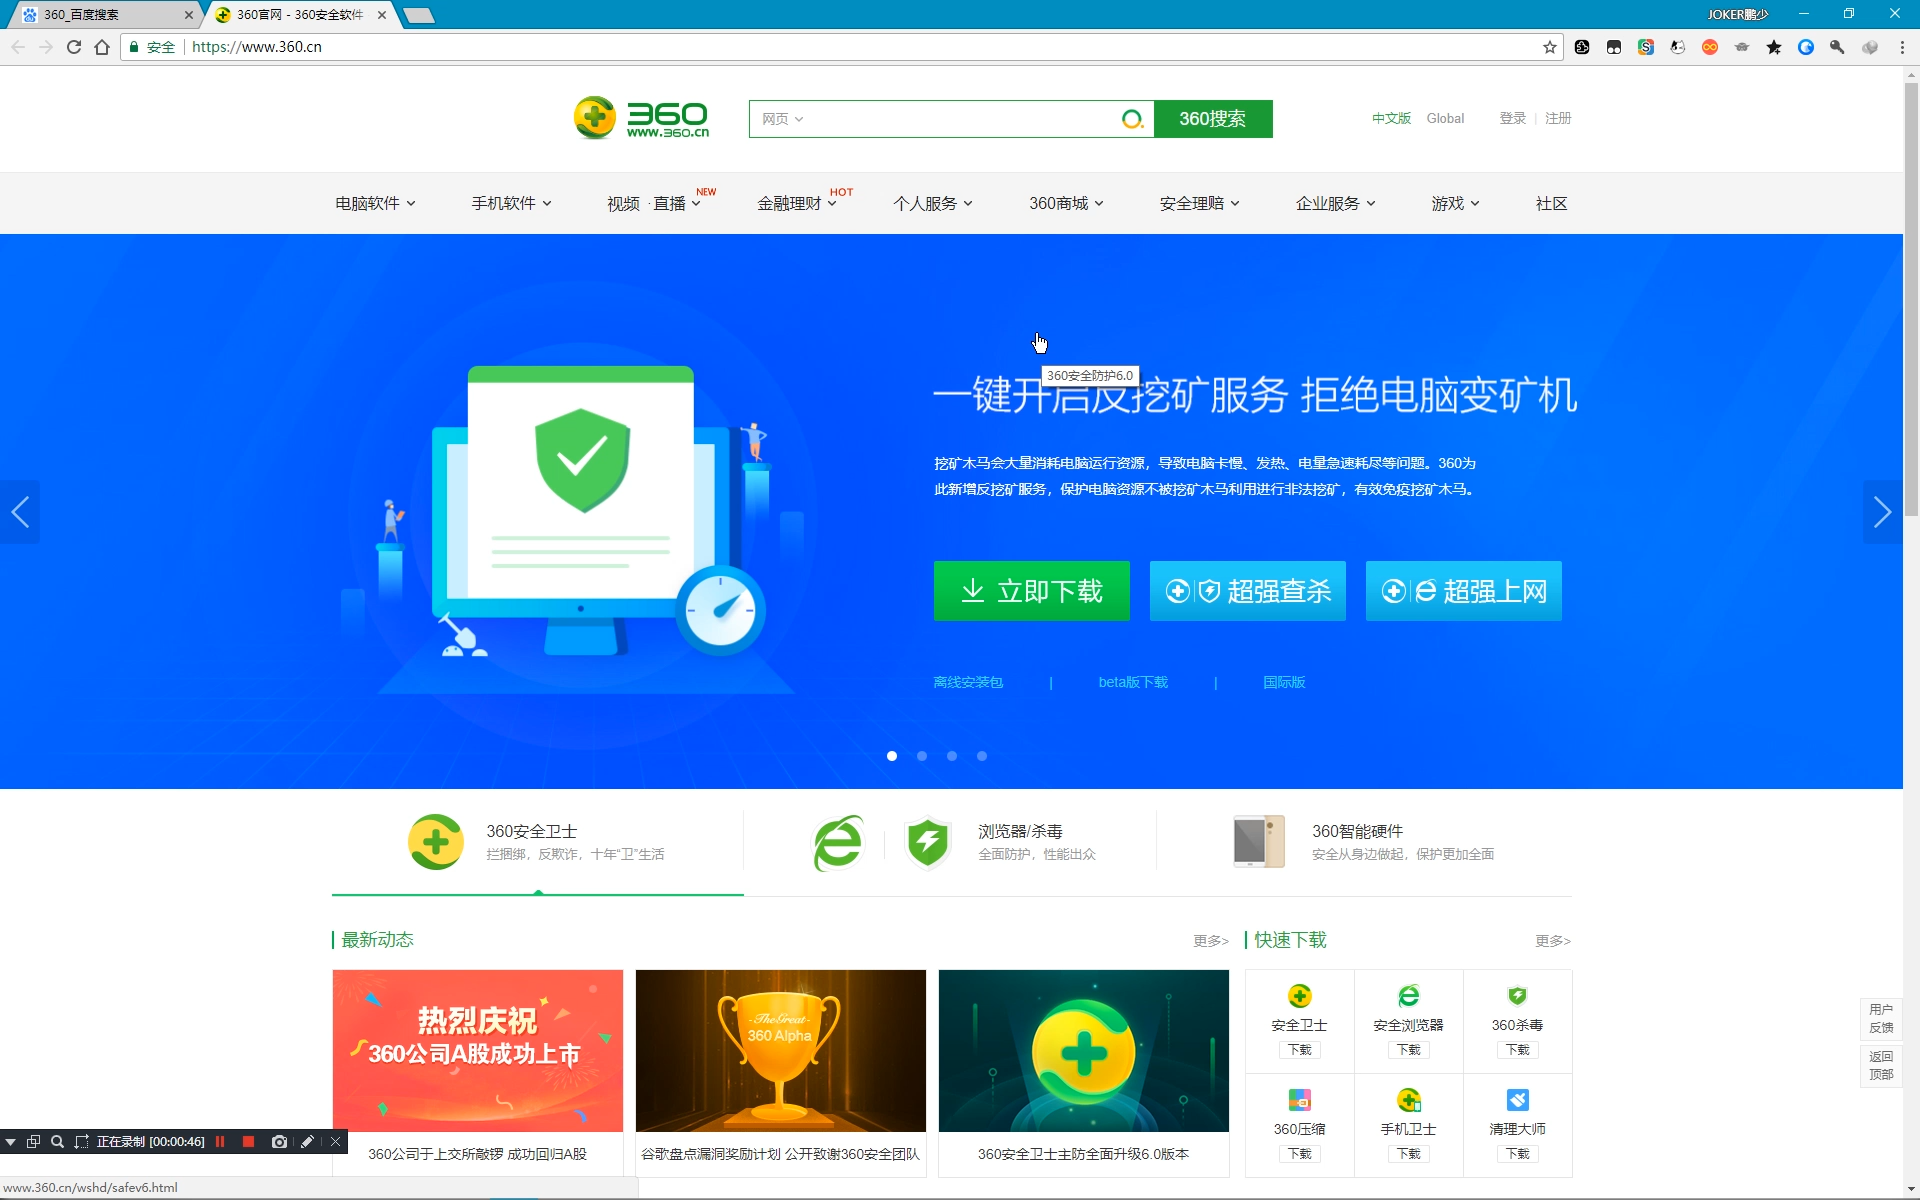 360_百度搜索
360官网 - 360安全软件
JOKER鹏少
安全
https://www.360.cn
360
www.360.cn
网页
360搜索
中文版 Global 登录 | 注册
电脑软件
手机软件
视频 · 直播 NEW
金融理财 HOT
个人服务
360商城
安全理赔
企业服务
游戏
社区
360安全防护6.0
一键开启反挖矿服务 拒绝电脑变矿机
挖矿木马会大量消耗电脑运行资源，导致电脑卡慢、发热、电量急速耗尽等问题。360为
此新增反挖矿服务，保护电脑资源不被挖矿木马利用进行非法挖矿，有效免疫挖矿木马。
立即下载
超强查杀
超强上网
离线安装包 | beta版下载 | 国际版
360安全卫士
拦捆绑，反欺诈，十年“卫”生活
浏览器/杀毒
全面防护，性能出众
360智能硬件
安全从身边做起，保护更加全面
最新动态
更多>
快速下载
更多>
热烈庆祝
360公司A股成功上市
-The Great-
360 Alpha
安全卫士
下载
安全浏览器
下载
360杀毒
下载
360压缩
下载
手机卫士
下载
清理大师
下载
用户
反馈
返回
顶部
正在录制 [00:00:46]
360公司于上交所敲锣 成功回归A股
谷歌盘点漏洞奖励计划 公开致谢360安全团队
360安全卫士主防全面升级6.0版本
www.360.cn/wshd/safev6.html